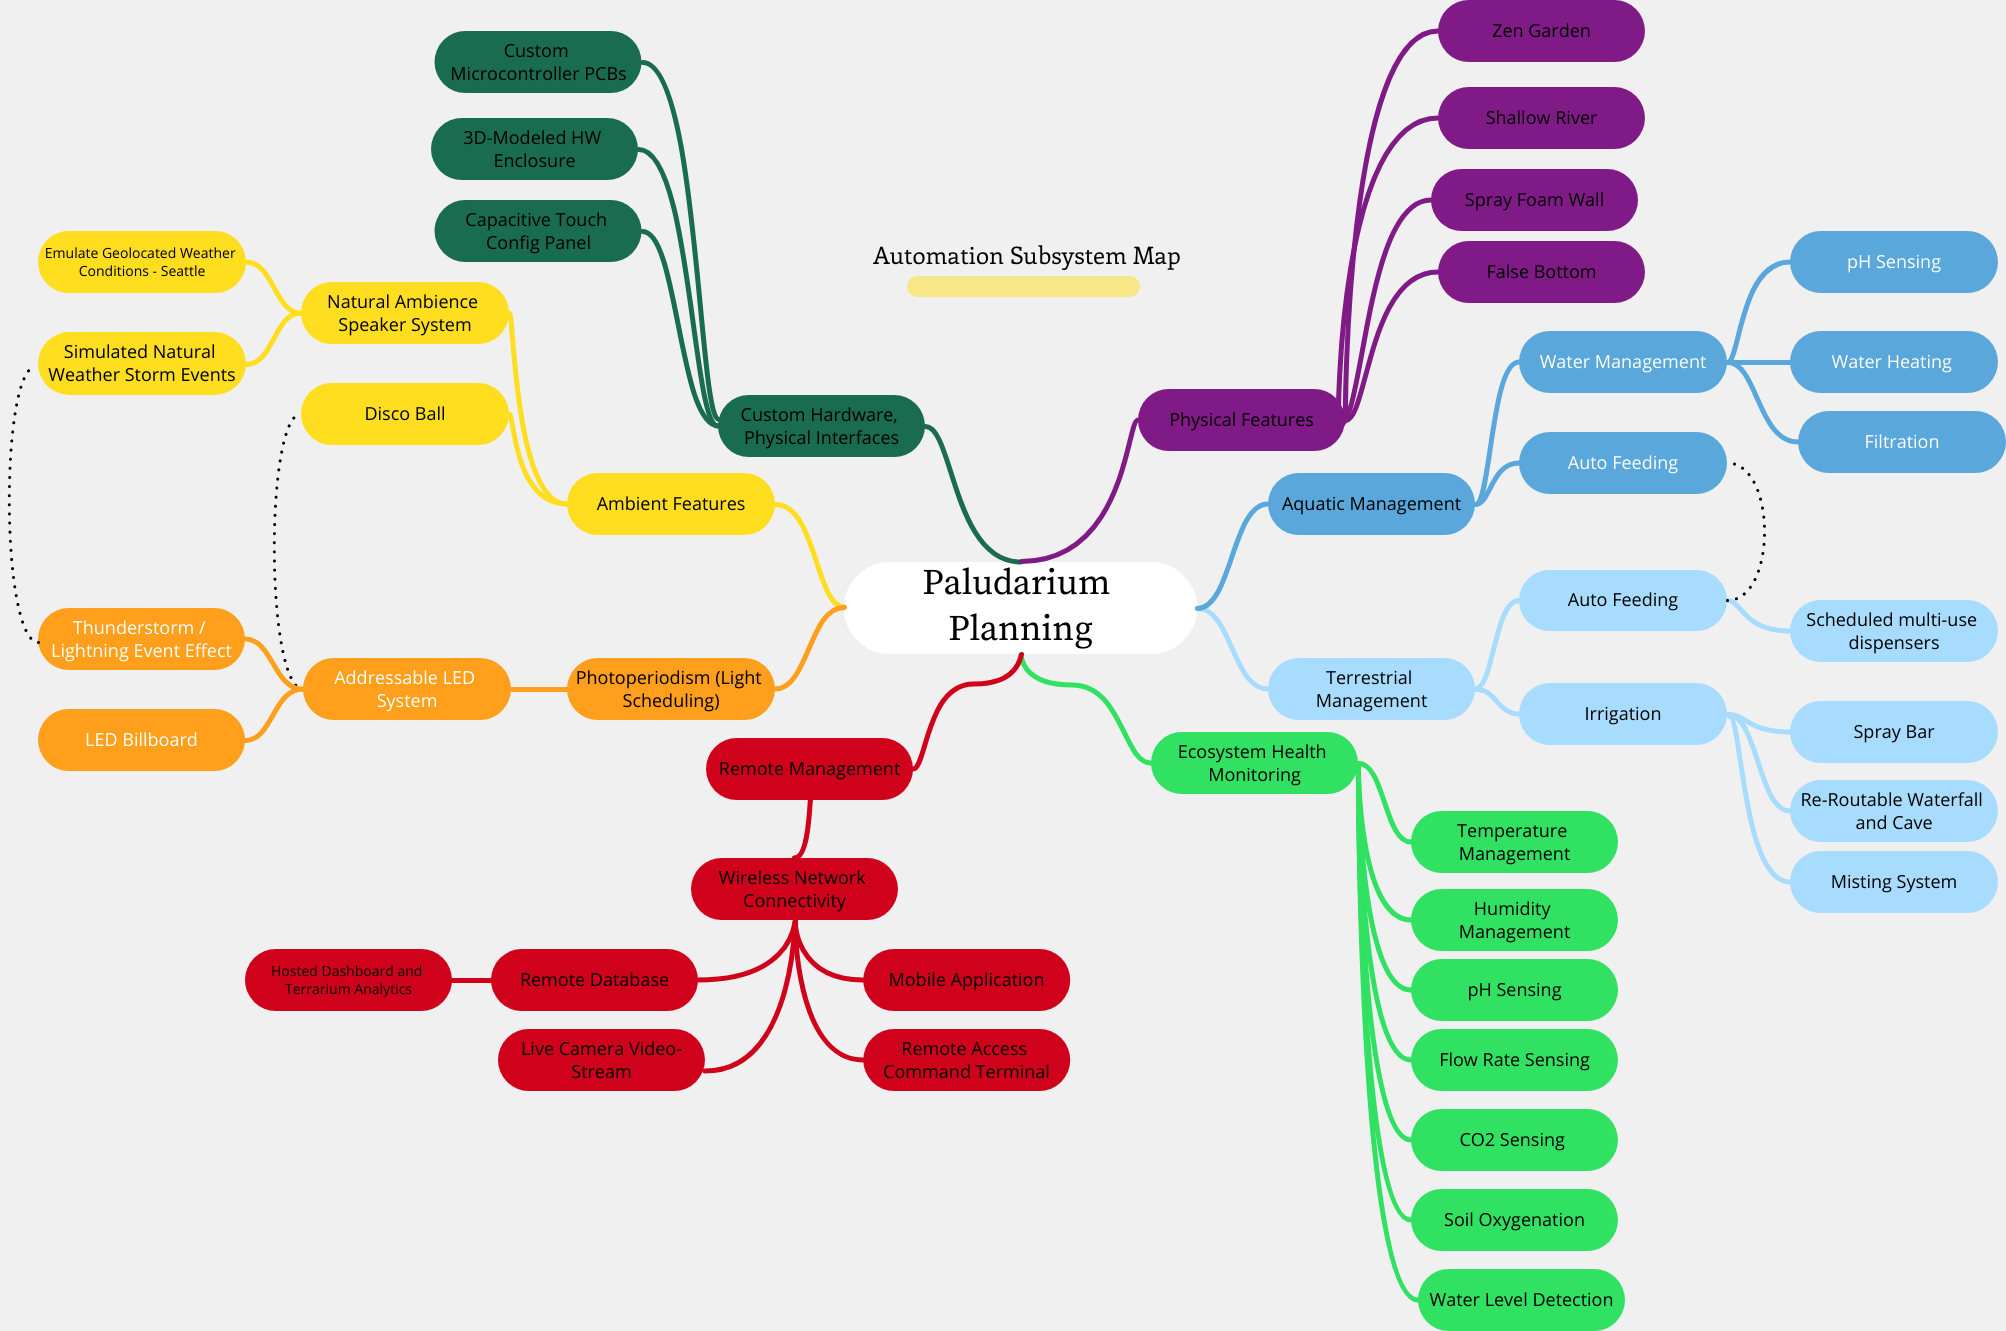 Automation Subsystem Map
Paludarium
Planning
Custom Hardware,
Physical Interfaces
Custom
Microcontroller PCBs
3D-Modeled HW
Enclosure
Capacitive Touch
Config Panel
Physical Features
Zen Garden
Shallow River
Spray Foam Wall
False Bottom
Ambient Features
Natural Ambience
Speaker System
Emulate Geolocated Weather
Conditions - Seattle
Simulated Natural
Weather Storm Events
Disco Ball
Photoperiodism (Light
Scheduling)
Addressable LED
System
Thunderstorm /
Lightning Event Effect
LED Billboard
Aquatic Management
Water Management
pH Sensing
Water Heating
Filtration
Auto Feeding
Terrestrial
Management
Auto Feeding
Scheduled multi-use
dispensers
Irrigation
Spray Bar
Re-Routable Waterfall
and Cave
Misting System
Remote Management
Wireless Network
Connectivity
Remote Database
Hosted Dashboard and
Terrarium Analytics
Live Camera Video-
Stream
Mobile Application
Remote Access
Command Terminal
Ecosystem Health
Monitoring
Temperature
Management
Humidity
Management
pH Sensing
Flow Rate Sensing
CO2 Sensing
Soil Oxygenation
Water Level Detection